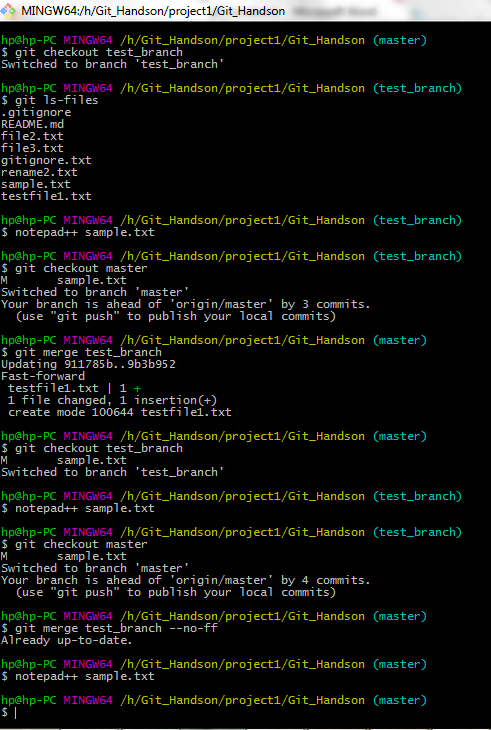 MINGW64:/h/Git_Handson/project1/Git_Handson
hp@hp-PC MINGW64 /h/Git_Handson/project1/Git_Handson (master)
$ git checkout test_branch
Switched to branch 'test_branch'
hp@hp-PC MINGW64 /h/Git_Handson/project1/Git_Handson (test_branch)
$ git ls-files
.gitignore
README.md
file2.txt
file3.txt
gitignore.txt
rename2.txt
sample.txt
testfile1.txt
hp@hp-PC MINGW64 /h/Git_Handson/project1/Git_Handson (test_branch)
$ notepad++ sample.txt
hp@hp-PC MINGW64 /h/Git_Handson/project1/Git_Handson (test_branch)
$ git checkout master
M       sample.txt
Switched to branch 'master'
Your branch is ahead of 'origin/master' by 3 commits.
  (use "git push" to publish your local commits)
hp@hp-PC MINGW64 /h/Git_Handson/project1/Git_Handson (master)
$ git merge test_branch
Updating 911785b..9b3b952
Fast-forward
 testfile1.txt | 1 +
 1 file changed, 1 insertion(+)
 create mode 100644 testfile1.txt
hp@hp-PC MINGW64 /h/Git_Handson/project1/Git_Handson (master)
$ git checkout test_branch
M       sample.txt
Switched to branch 'test_branch'
hp@hp-PC MINGW64 /h/Git_Handson/project1/Git_Handson (test_branch)
$ notepad++ sample.txt
hp@hp-PC MINGW64 /h/Git_Handson/project1/Git_Handson (test_branch)
$ git checkout master
M       sample.txt
Switched to branch 'master'
Your branch is ahead of 'origin/master' by 4 commits.
  (use "git push" to publish your local commits)
hp@hp-PC MINGW64 /h/Git_Handson/project1/Git_Handson (master)
$ git merge test_branch --no-ff
Already up-to-date.
hp@hp-PC MINGW64 /h/Git_Handson/project1/Git_Handson (master)
$ notepad++ sample.txt
hp@hp-PC MINGW64 /h/Git_Handson/project1/Git_Handson (master)
$